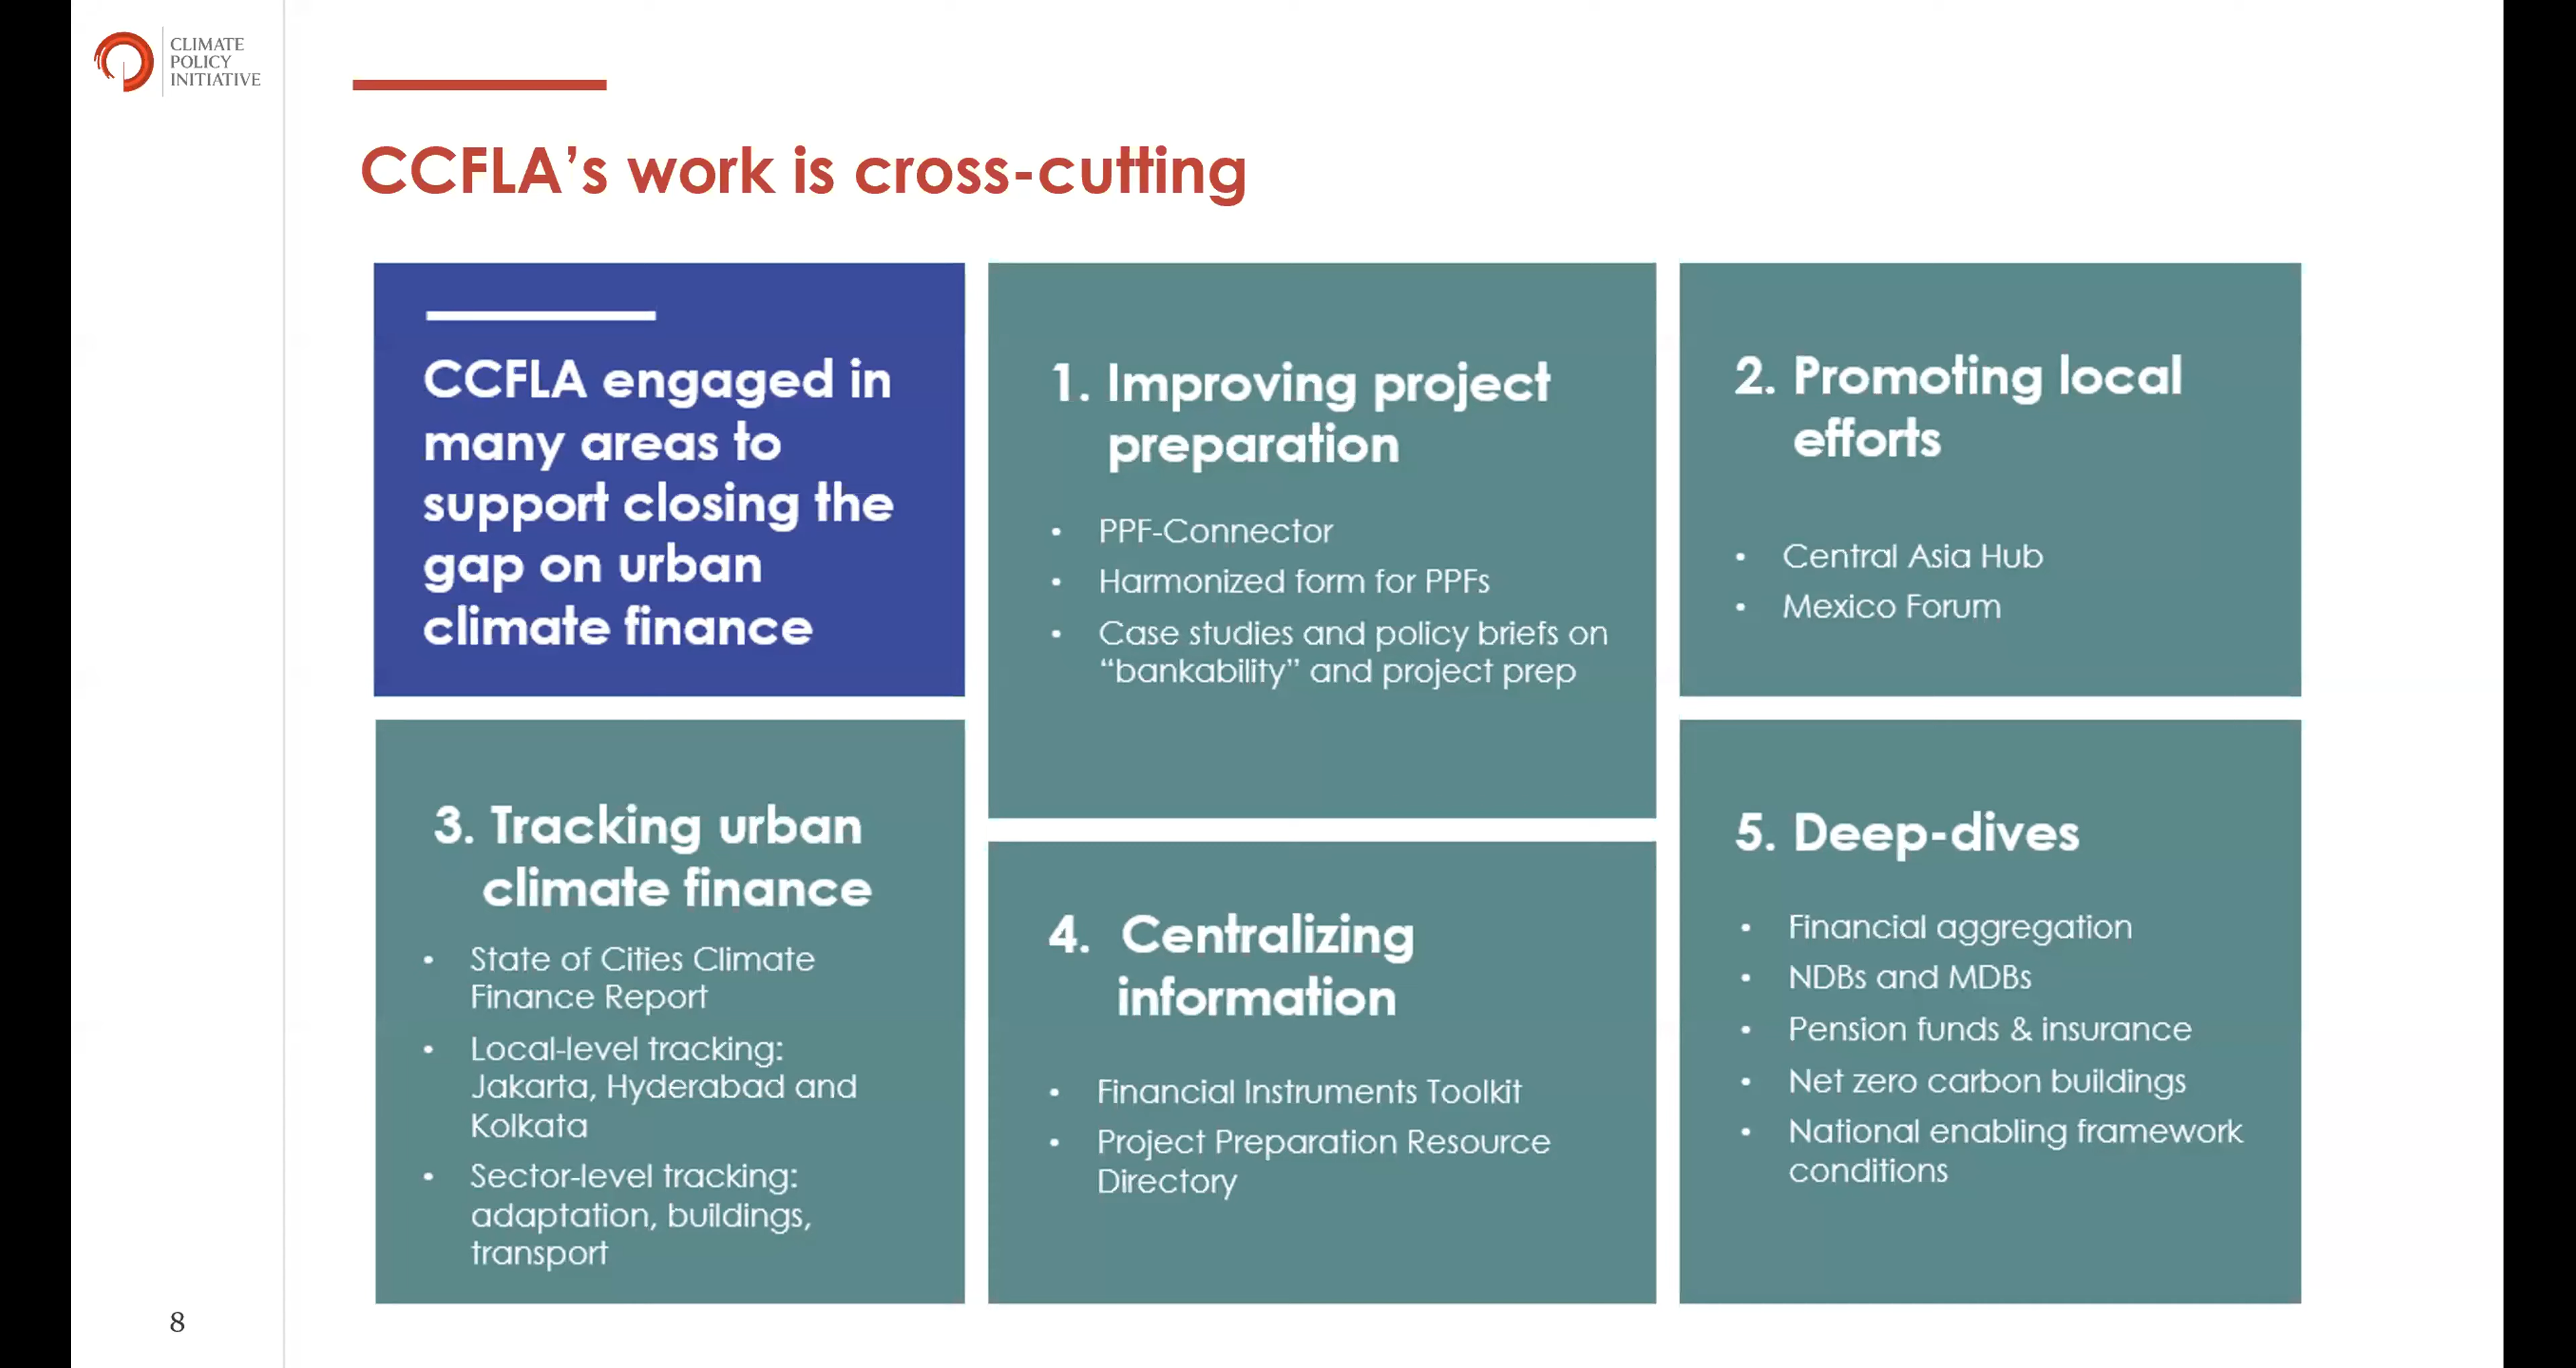 CLIMATE
POLICY
INITIATIVE
CCFLA’s work is cross-cutting
CCFLA engaged in
many areas to
support closing the
gap on urban
climate finance
1. Improving project
preparation
• PPF-Connector
• Harmonized form for PPFs
• Case studies and policy briefs on
“bankability” and project prep
2. Promoting local
efforts
• Central Asia Hub
• Mexico Forum
3. Tracking urban
climate finance
• State of Cities Climate
Finance Report
• Local-level tracking:
Jakarta, Hyderabad and
Kolkata
• Sector-level tracking:
adaptation, buildings,
transport
4. Centralizing
information
• Financial Instruments Toolkit
• Project Preparation Resource
Directory
5. Deep-dives
• Financial aggregation
• NDBs and MDBs
• Pension funds & insurance
• Net zero carbon buildings
• National enabling framework
conditions
8